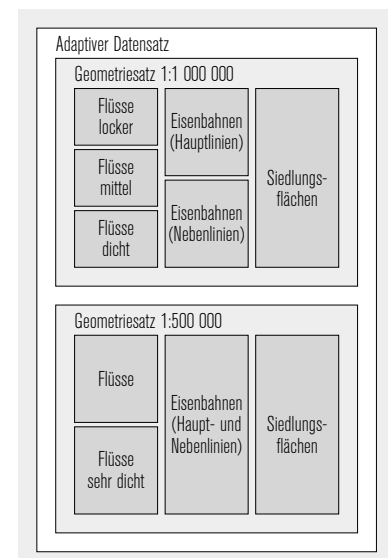 Adaptiver Datensatz
Geometriesatz 1:1 000 000
Flüsse
locker
Flüsse
mittel
Flüsse
dicht
Eisenbahnen
(Hauptlinien)
Eisenbahnen
(Nebenlinien)
Siedlungs-
flächen
Geometriesatz 1:500 000
Flüsse
Flüsse
sehr dicht
Eisenbahnen
(Haupt- und
Nebenlinien)
Siedlungs-
flächen